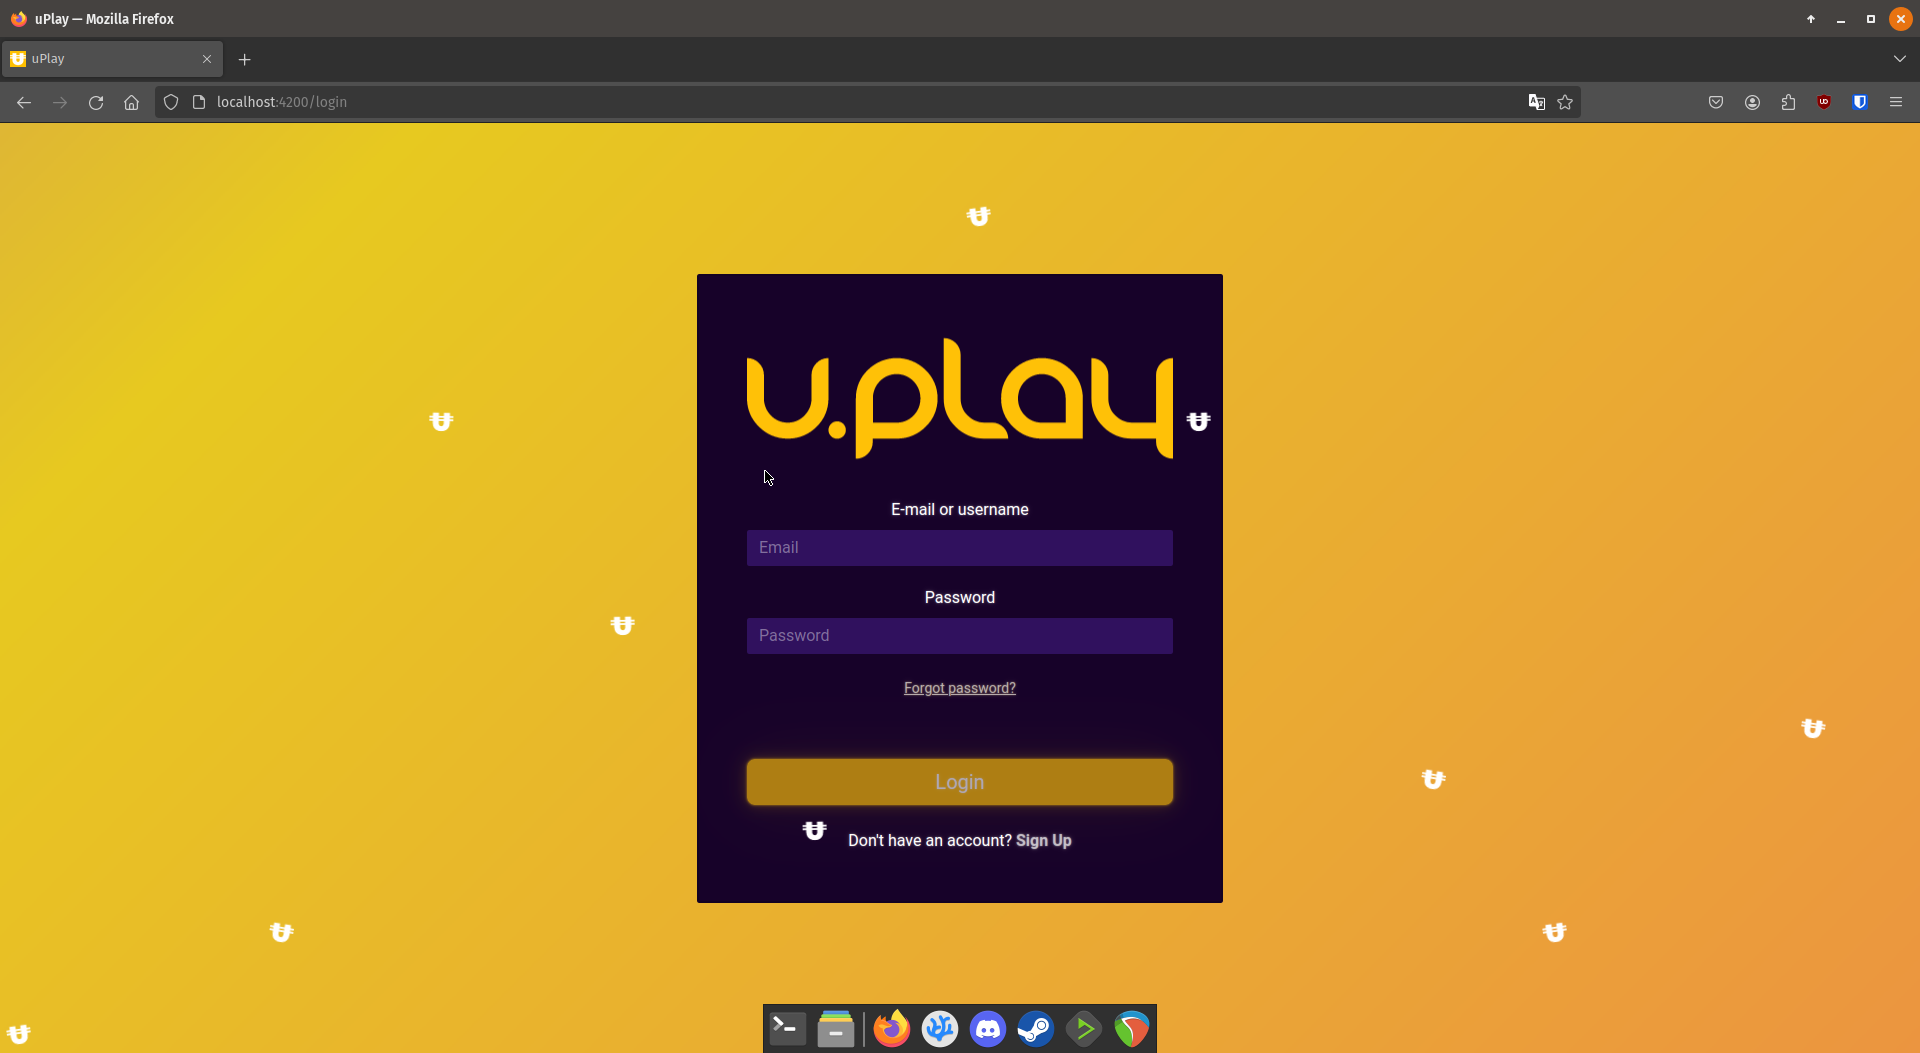 uPlay — Mozilla Firefox
uPlay
localhost:4200/login
u.play
E-mail or username
Email
Password
Password
Forgot password?
Login
Don't have an account? Sign Up